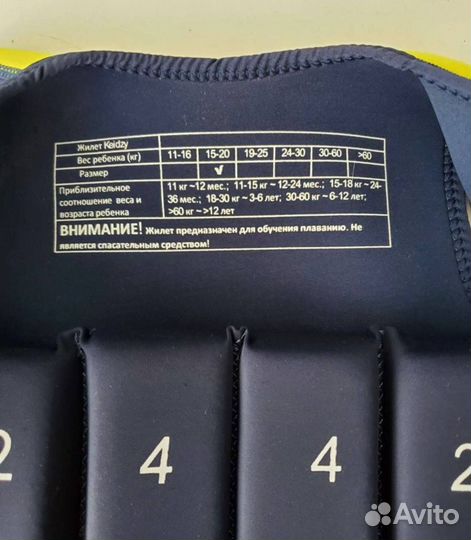 Жилет Keidzy
Вес ребенка (кг) 11-16 15-20 19-25 24-30 30-60 >60
Размер √
Приблизительное соотношение веса и возраста ребенка
11 кг ~12 мес.; 11-15 кг ~ 12-24 мес.; 15-18 кг ~ 24-
36 мес.; 18-30 кг ~ 3-6 лет; 30-60 кг ~ 6-12 лет;
>60 кг ~ >12 лет
ВНИМАНИЕ! Жилет предназначен для обучения плаванию. Не
является спасательным средством!
2 4 4 2
Avito